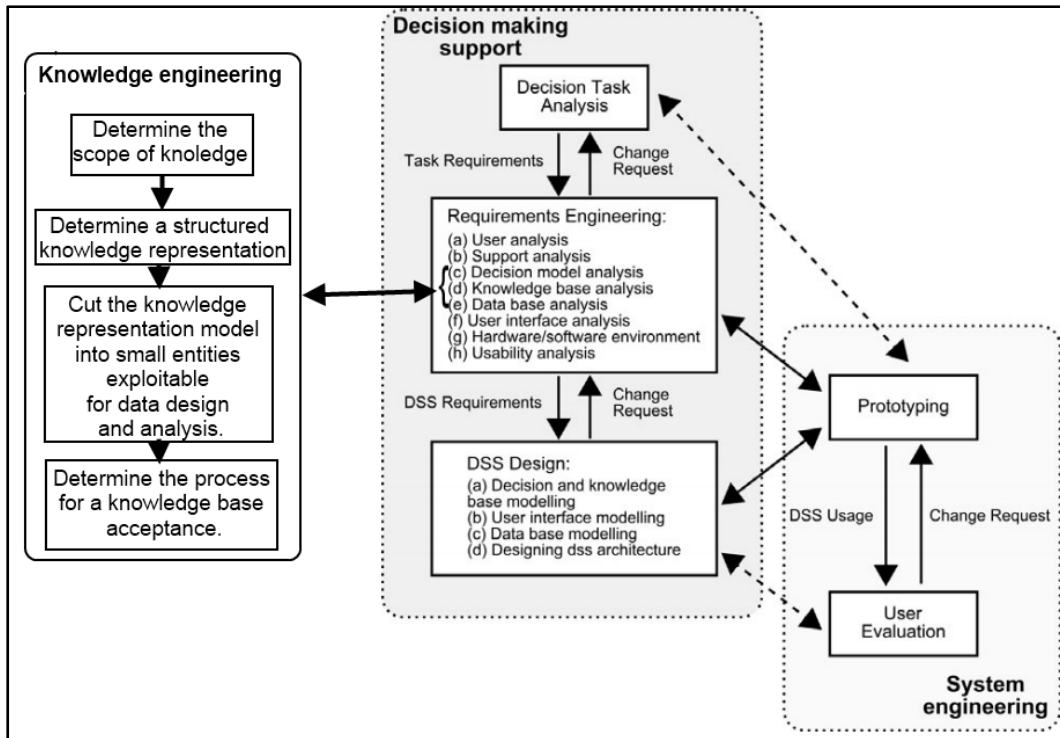 Knowledge engineering
Determine the
scope of knoledge
Determine a structured
knowledge representation
Cut the knowledge
representation model
into small entities
exploitable
for data design
and analysis.
Determine the process
for a knowledge base
acceptance.
Decision making
support
Decision Task
Analysis
Task Requirements
Change
Request
Requirements Engineering:
(a) User analysis
(b) Support analysis
(c) Decision model analysis
(d) Knowledge base analysis
(e) Data base analysis
(f) User interface analysis
(g) Hardware/software environment
(h) Usability analysis
DSS Requirements
Change
Request
DSS Design:
(a) Decision and knowledge
base modelling
(b) User interface modelling
(c) Data base modelling
(d) Designing dss architecture
Prototyping
DSS Usage
Change Request
User
Evaluation
System
engineering